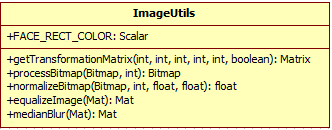 ImageUtils
+FACE_RECT_COLOR: Scalar
+getTransformationMatrix(int, int, int, int, int, boolean): Matrix
+processBitmap(Bitmap, int): Bitmap
+normalizeBitmap(Bitmap, int, float, float): float
+equalizeImage(Mat): Mat
+medianBlur(Mat): Mat